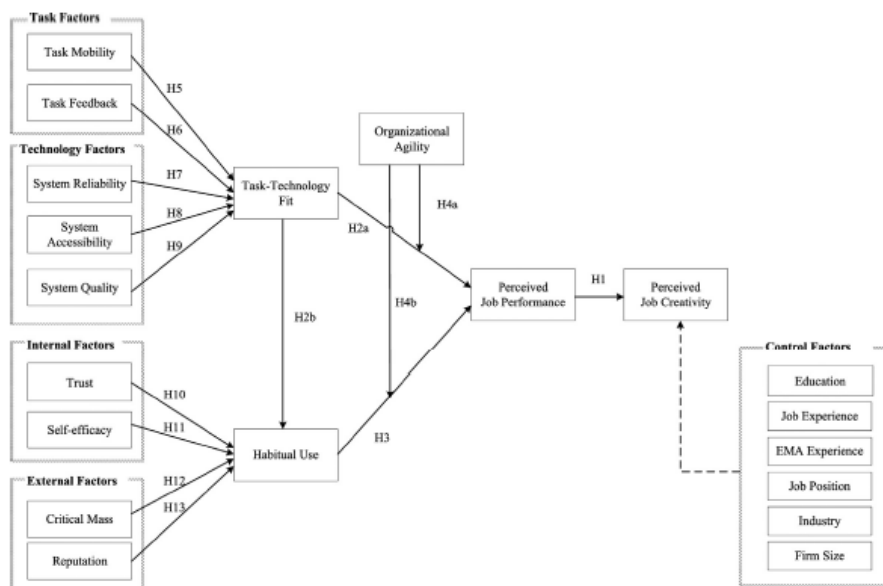 Task Factors
Task Mobility
Task Feedback
Technology Factors
System Reliability
System
Accessibility
System Quality
Internal Factors
Trust
Self-efficacy
External Factors
Critical Mass
Reputation
H5
H6
H7
H8
H9
H10
H11
H12
H13
Task-Technology
Fit
H2b
Habitual Use
Organizational
Agility
H4a
H2a
H4b
H3
Perceived
Job Performance
H1
Perceived
Job Creativity
Control Factors
Education
Job Experience
EMA Experience
Job Position
Industry
Firm Size